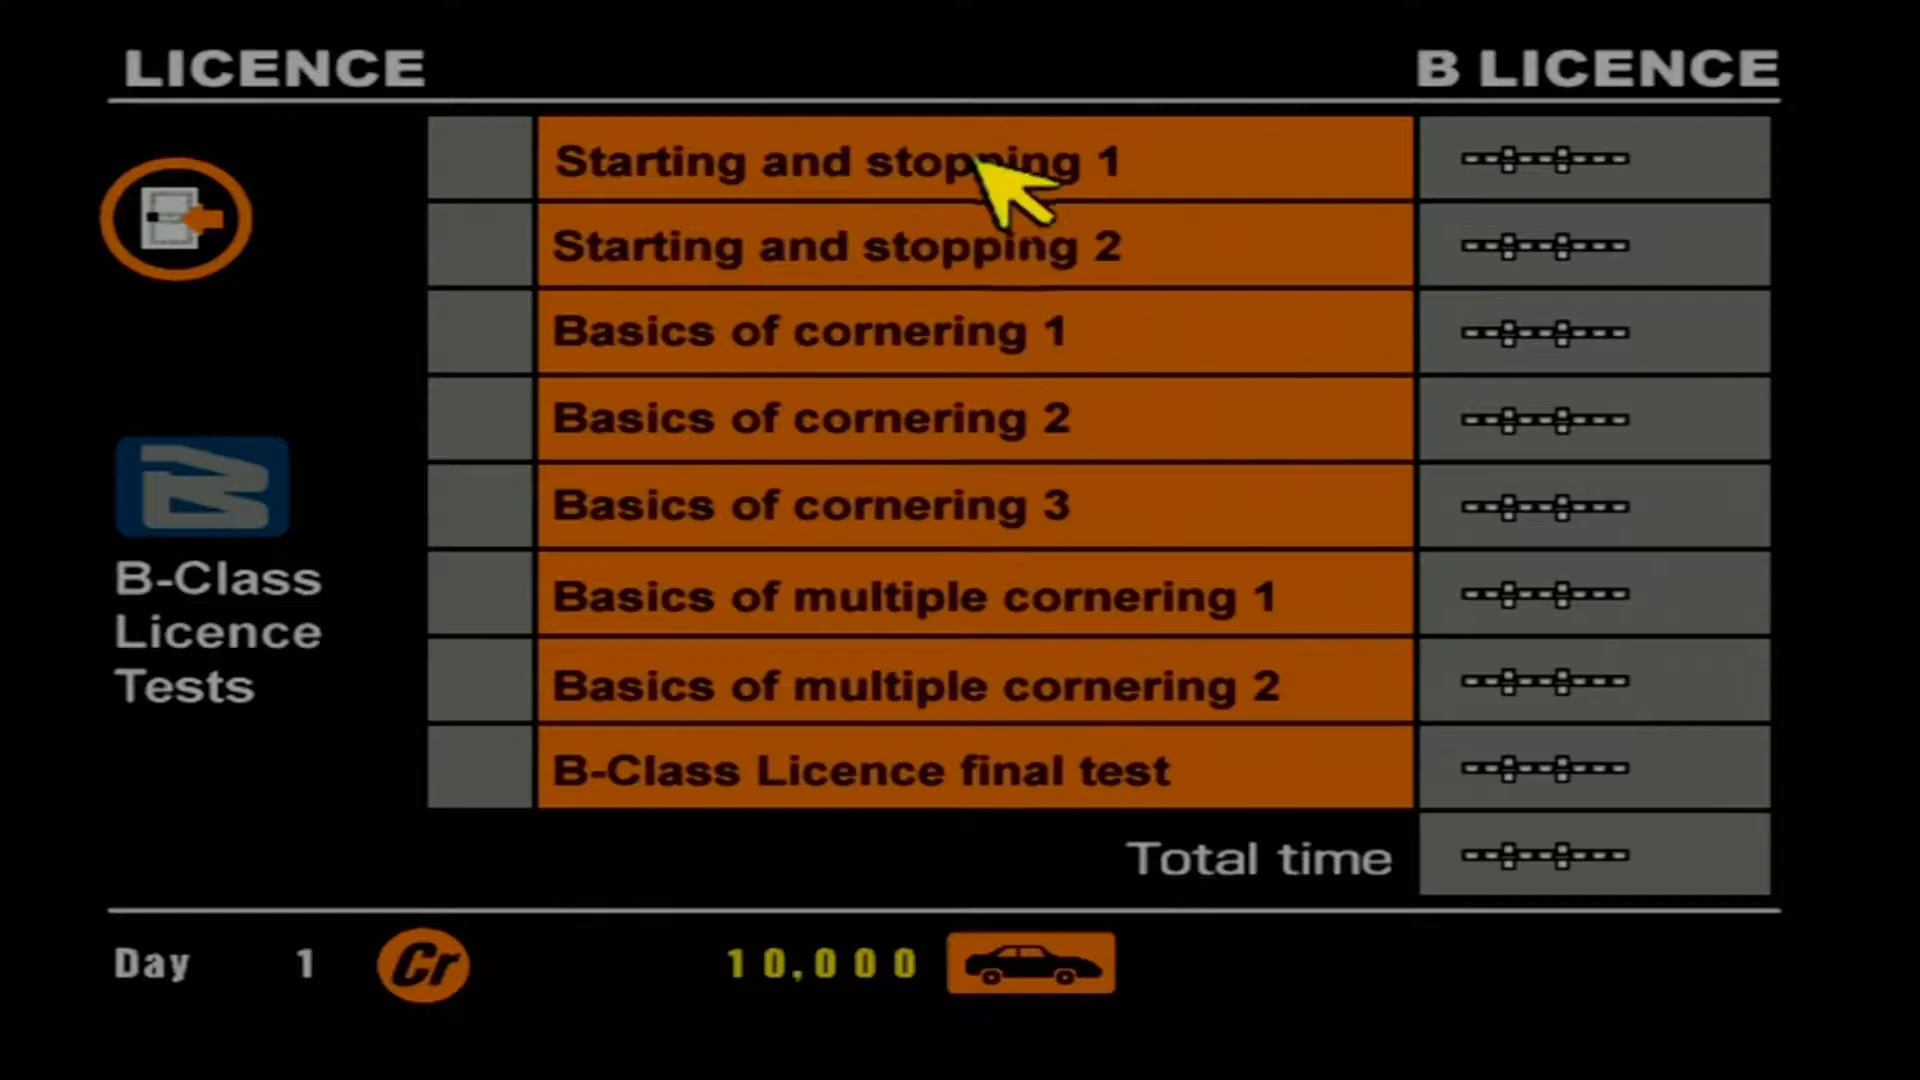 LICENCE
B LICENCE
Starting and stopping 1
Starting and stopping 2
Basics of cornering 1
Basics of cornering 2
Basics of cornering 3
Basics of multiple cornering 1
Basics of multiple cornering 2
B-Class Licence final test
B
B-Class
Licence
Tests
Total time
Day 1 Cr 10,000